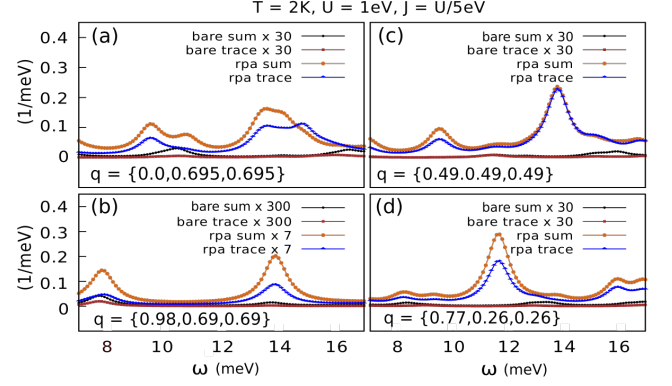 T = 2K, U = 1eV, J = U/5eV
(a)
bare sum x 30
bare trace x 30
rpa sum
rpa trace
q = {0.0,0.695,0.695}
(c)
bare sum x 30
bare trace x 30
rpa sum
rpa trace
q = {0.49.0.49,0.49}
(1/meV)
0.4
0.3
0.2
0.1
0
(b)
bare sum x 300
bare trace x 300
rpa sum x 7
rpa trace x 7
q = {0.98,0.69,0.69}
(d)
bare sum x 30
bare trace x 30
rpa sum
rpa trace
q = {0.77,0.26,0.26}
(1/meV)
0.4
0.3
0.2
0.1
0
8 10 12 14 16
8 10 12 14 16
ω (meV)
ω (meV)